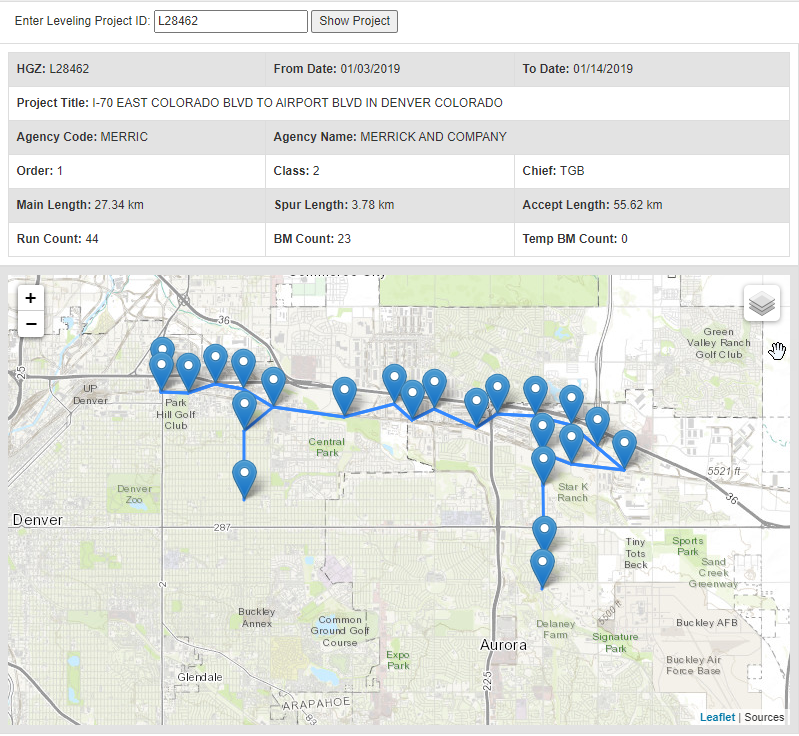 Enter Leveling Project ID: L28462 Show Project
HGZ: L28462 From Date: 01/03/2019 To Date: 01/14/2019
Project Title: I-70 EAST COLORADO BLVD TO AIRPORT BLVD IN DENVER COLORADO
Agency Code: MERRIC Agency Name: MERRICK AND COMPANY
Order: 1 Class: 2 Chief: TGB
Main Length: 27.34 km Spur Length: 3.78 km Accept Length: 55.62 km
Run Count: 44 BM Count: 23 Temp BM Count: 0
+
−
36
Green
Valley Ranch
Golf Club
25
UP
Denver
Park
Hill Golf
Club
Central
Park
5521 ft
36
Denver
Zoo
Star K
Ranch
Denver
287
Tiny
Tots
Beck
Sports
Park
Sand
Creek
Greenway
2
Buckley
Annex
Common
Ground Golf
Course
5500 ft
Delaney
Farm
Buckley AFB
Signature
Park
Aurora
Expo
Park
Buckley Air
Force Base
Glendale
225
ARAPAHOE
83
Leaflet | Sources